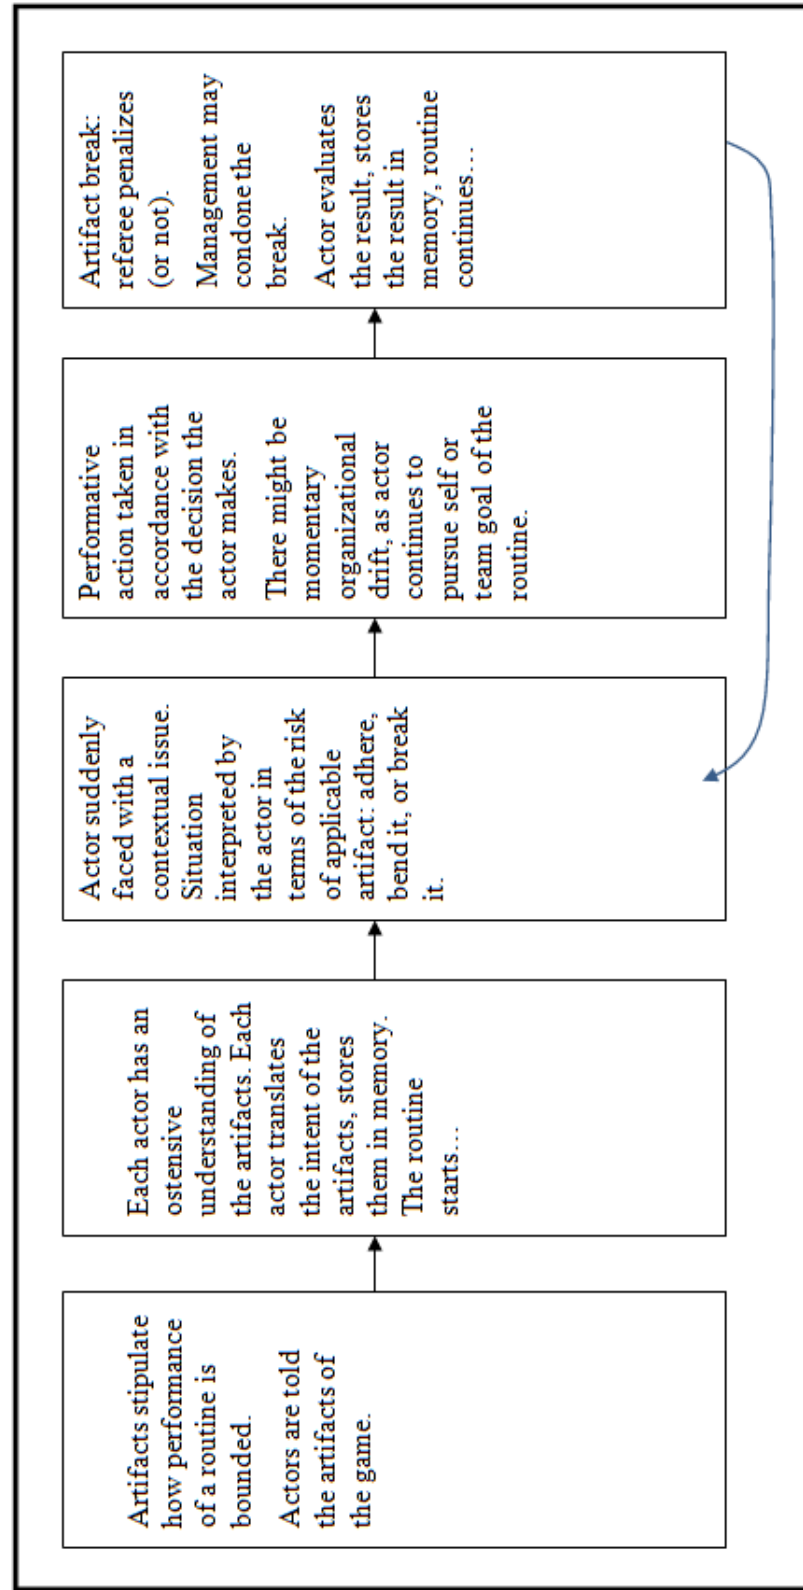 Artifacts stipulate
how performance
of a routine is
bounded.
Actors are told
the artifacts of
the game.
Each actor has an
ostensive
understanding of
the artifacts. Each
actor translates
the intent of the
artifacts, stores
them in memory.
The routine
starts…
Actor suddenly
faced with a
contextual issue.
Situation
interpreted by
the actor in
terms of the risk
of applicable
artifact: adhere,
bend it, or break
it.
Performative
action taken in
accordance with
the decision the
actor makes.
There might be
momentary
organizational
drift, as actor
continues to
pursue self or
team goal of the
routine.
Artifact break:
referee penalizes
(or not).
Management may
condone the
break.
Actor evaluates
the result, stores
the result in
memory, routine
continues…